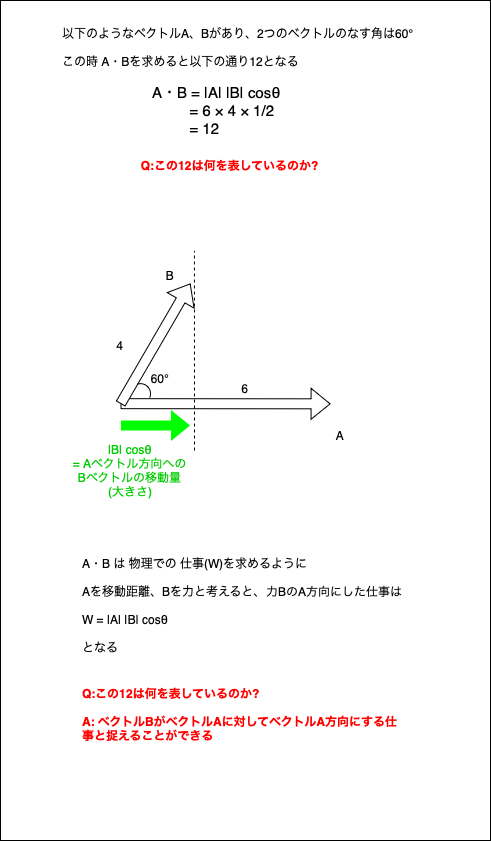 以下のようなベクトルA、Bがあり、2つのベクトルのなす角は60°
この時 A・Bを求めると以下の通り12となる
A・B = |A| |B| cosθ
= 6 × 4 × 1/2
= 12
Q:この12は何を表しているのか?
B
4
60°
6
A
|B| cosθ
= Aベクトル方向への
Bベクトルの移動量
(大きさ)
A・B は 物理での 仕事(W)を求めるように
Aを移動距離、Bを力と考えると、力BのA方向にした仕事は
W = |A| |B| cosθ
となる
Q:この12は何を表しているのか?
A: ベクトルBがベクトルAに対してベクトルA方向にする仕
事と捉えることができる